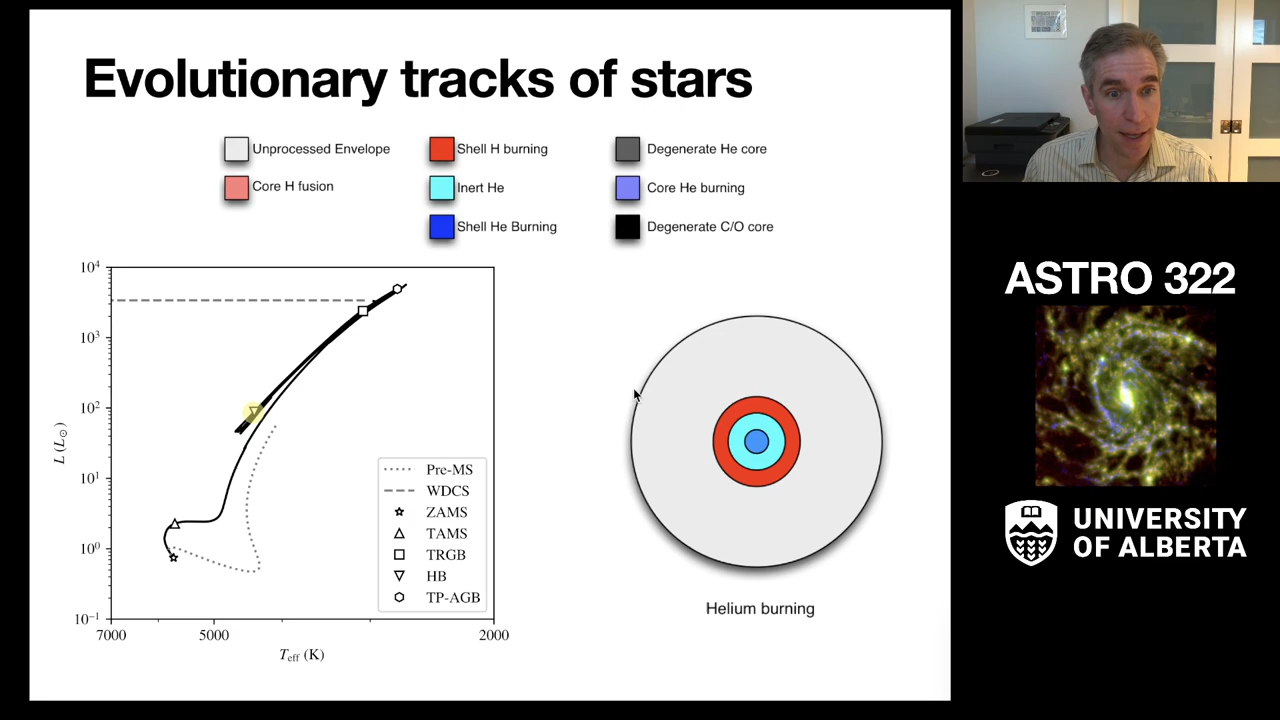 Evolutionary tracks of stars
Unprocessed Envelope
Shell H burning
Degenerate He core
Core H fusion
Inert He
Core He burning
Shell He Burning
Degenerate C/O core
10⁴
10³
10²
10¹
10⁰
10⁻¹
L (L⊙)
7000
5000
2000
Teff (K)
Pre-MS
WDCS
ZAMS
TAMS
TRGB
HB
TP-AGB
Helium burning
ASTRO 322
UNIVERSITY
OF ALBERTA